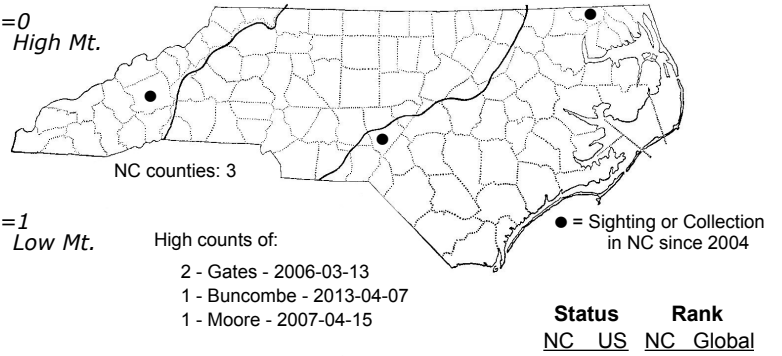 =0
High Mt.
NC counties: 3
=1
Low Mt.
High counts of:
2 - Gates - 2006-03-13
1 - Buncombe - 2013-04-07
1 - Moore - 2007-04-15
● = Sighting or Collection
in NC since 2004
Status Rank
NC US NC Global